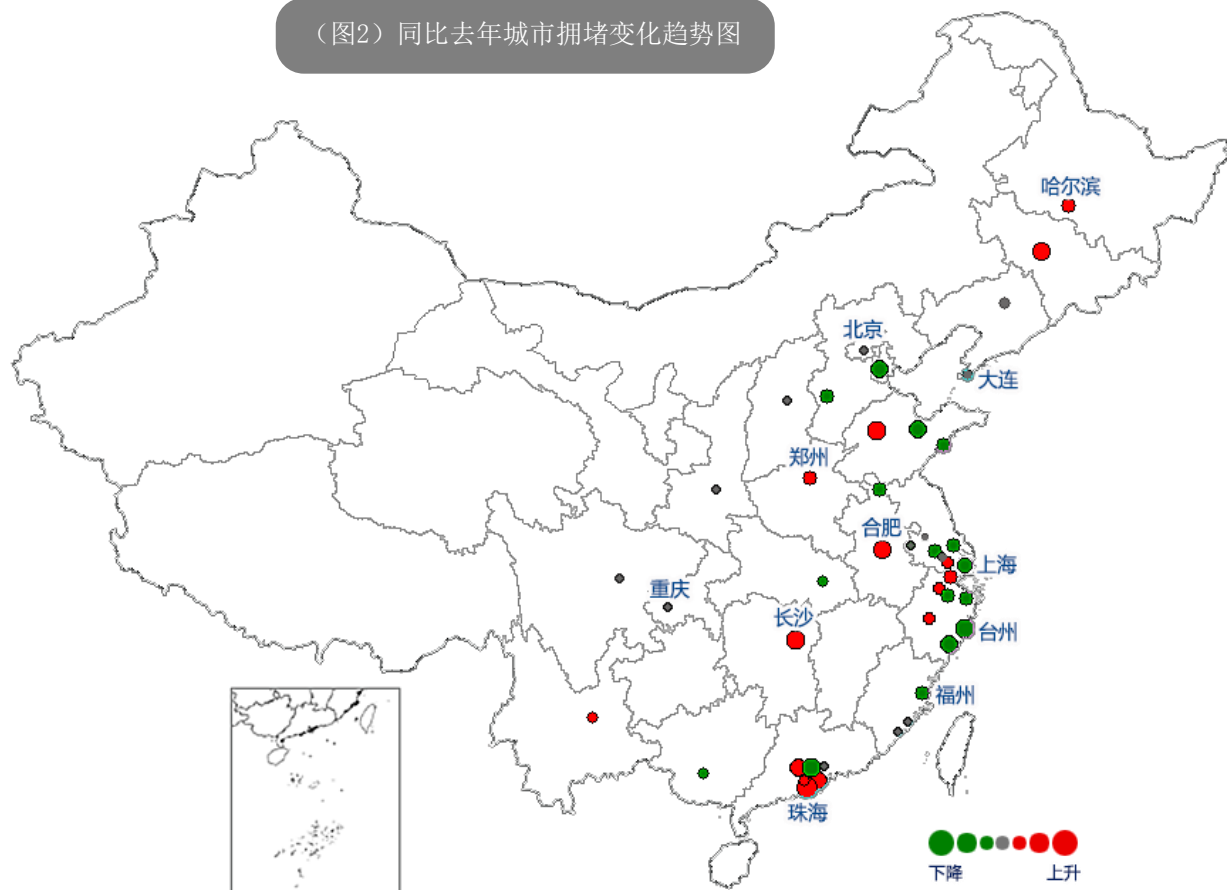 （图2）同比去年城市拥堵变化趋势图
哈尔滨
北京
大连
郑州
合肥
上海
重庆
长沙
台州
福州
珠海
下降
上升